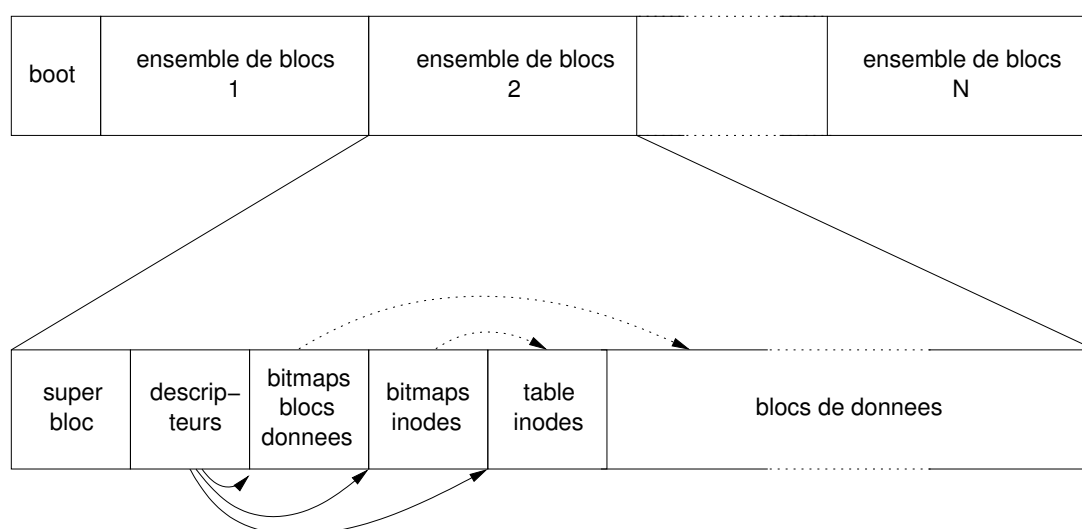 boot
ensemble de blocs
1
ensemble de blocs
2
ensemble de blocs
N
super
bloc
descrip−
teurs
bitmaps
blocs
donnees
bitmaps
inodes
table
inodes
blocs de donnees